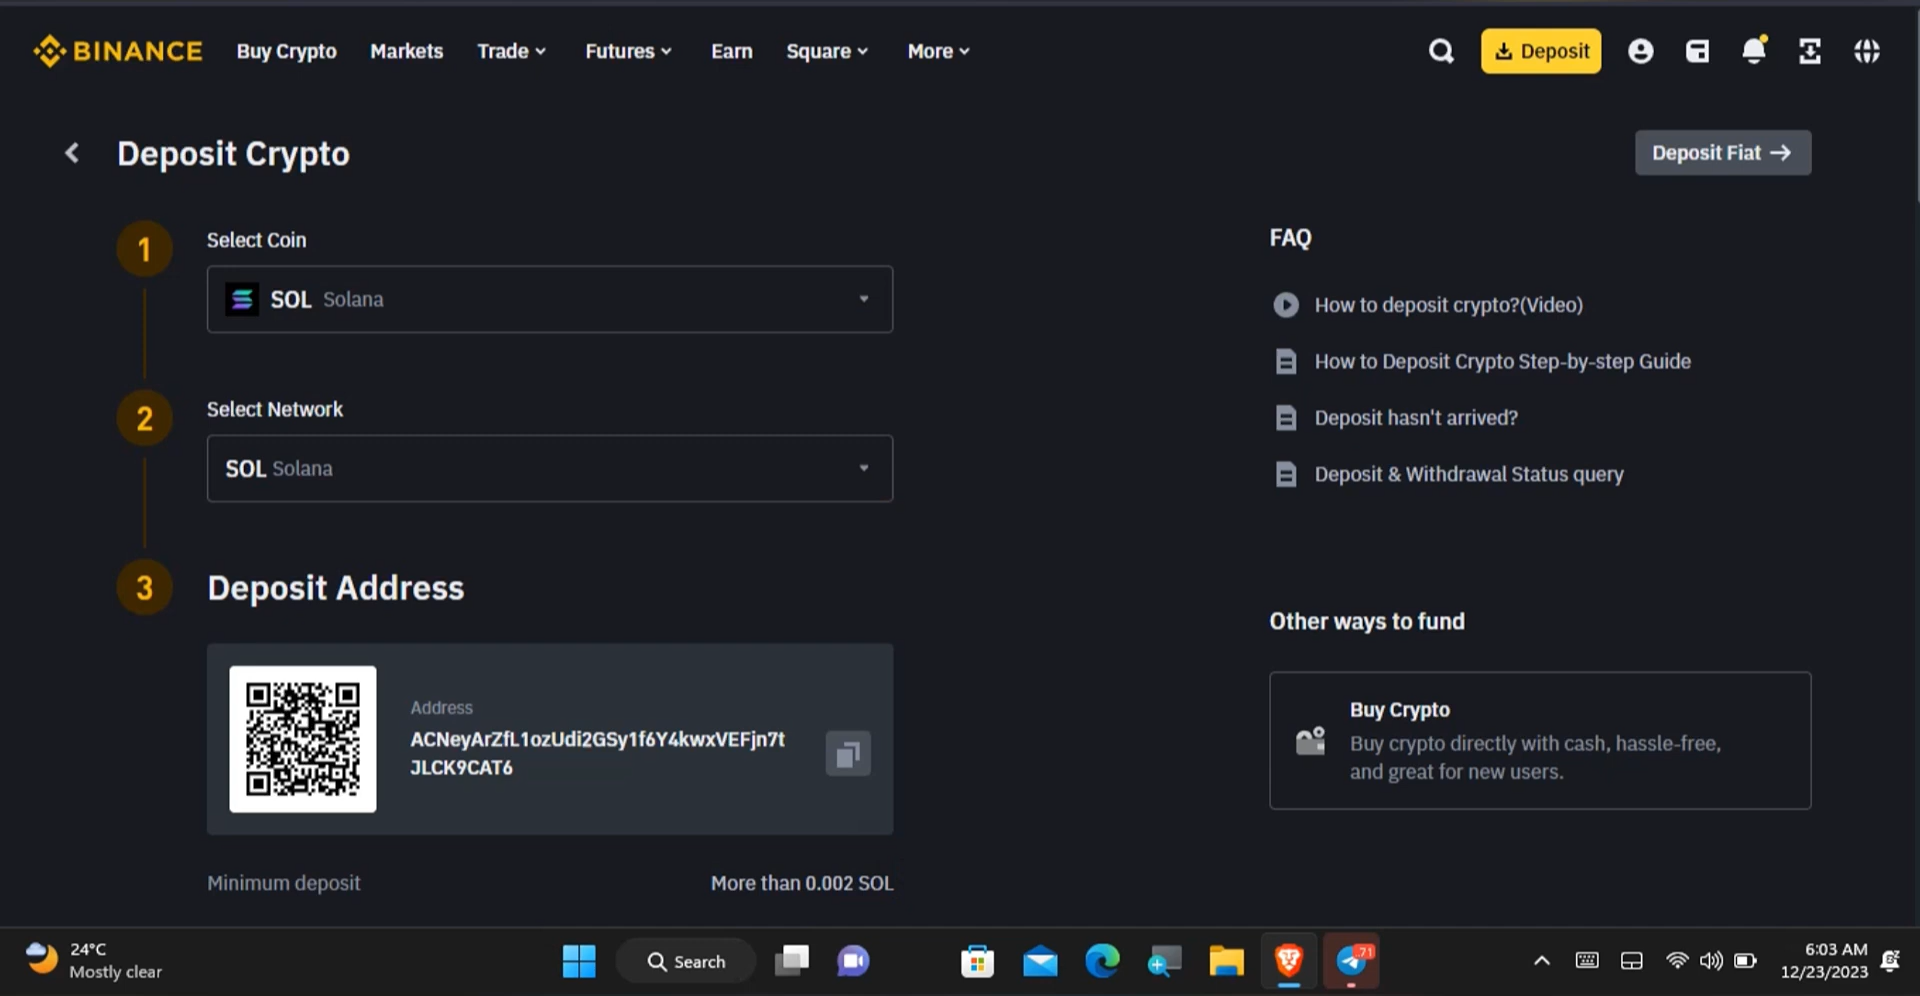 BINANCE Buy Crypto Markets Trade Futures Earn Square More Deposit
Deposit Crypto
Deposit Fiat
1
Select Coin
SOL Solana
2
Select Network
SOL Solana
3
Deposit Address
Address
ACNeyArZfL1ozUdi2GSy1f6Y4kwxVEFjn7t
JLCK9CAT6
Minimum deposit More than 0.002 SOL
FAQ
How to deposit crypto?(Video)
How to Deposit Crypto Step-by-step Guide
Deposit hasn't arrived?
Deposit & Withdrawal Status query
Other ways to fund
Buy Crypto
Buy crypto directly with cash, hassle-free,
and great for new users.
24°C
Mostly clear
Search
71
6:03 AM
12/23/2023